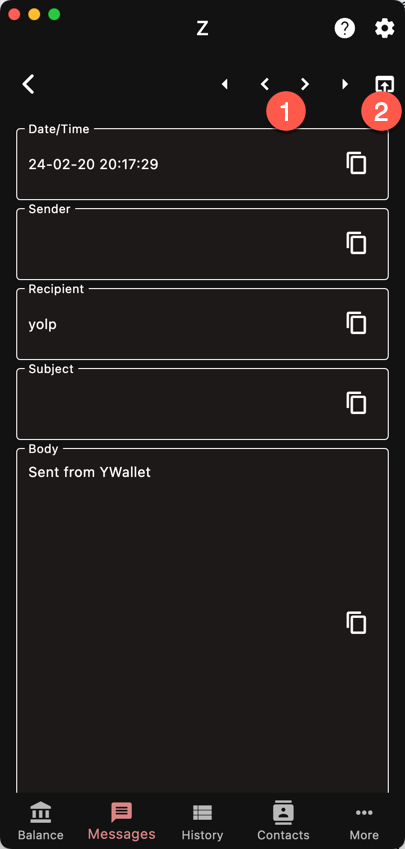 Z
1
2
Date/Time
24-02-20 20:17:29
Sender
Recipient
yolp
Subject
Body
Sent from YWallet
Balance
Messages
History
Contacts
More